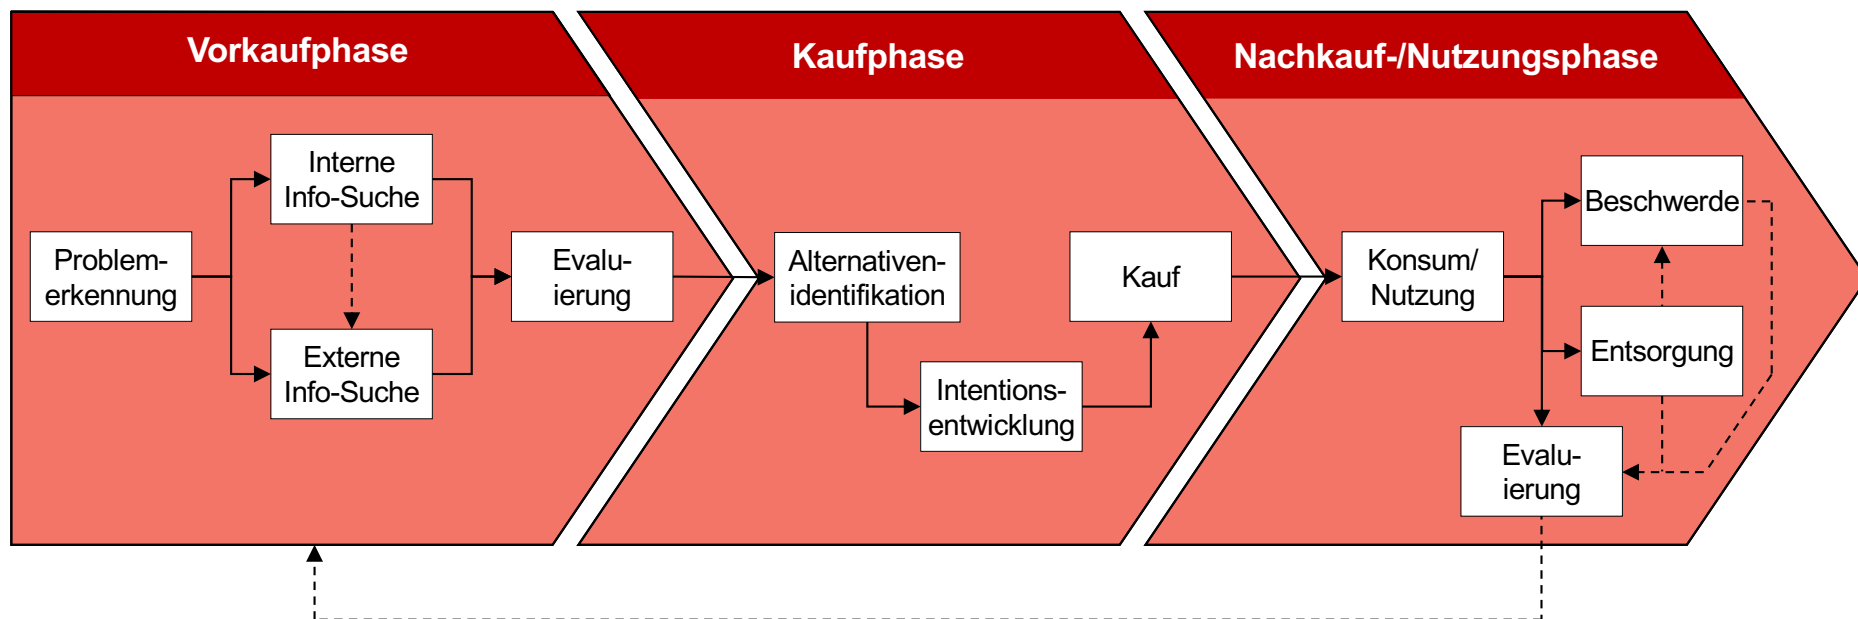 Vorkaufphase
Kaufphase
Nachkauf-/Nutzungsphase
Problem-
erkennung
Interne
Info-Suche
Externe
Info-Suche
Evalu-
ierung
Alternativen-
identifikation
Intentions-
entwicklung
Kauf
Konsum/
Nutzung
Beschwerde
Entsorgung
Evalu-
ierung